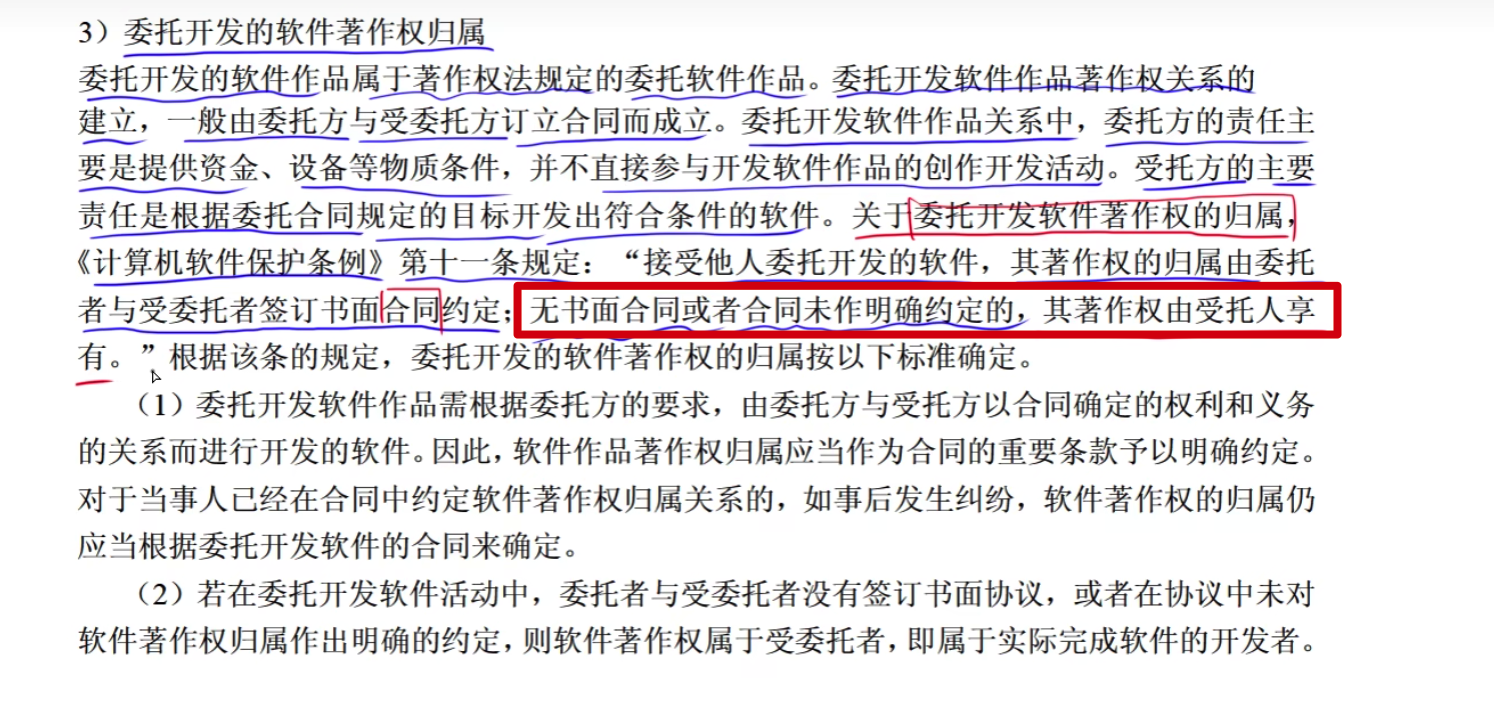 3）委托开发的软件著作权归属
委托开发的软件作品属于著作权法规定的委托软件作品。委托开发软件作品著作权关系的
建立，一般由委托方与受委托方订立合同而成立。委托开发软件作品关系中，委托方的责任主
要是提供资金、设备等物质条件，并不直接参与开发软件作品的创作开发活动。受托方的主要
责任是根据委托合同规定的目标开发出符合条件的软件。关于委托开发软件著作权的归属，
《计算机软件保护条例》第十一条规定：“接受他人委托开发的软件，其著作权的归属由委托
者与受委托者签订书面合同约定；无书面合同或者合同未作明确约定的，其著作权由受托人享
有。”根据该条的规定，委托开发的软件著作权的归属按以下标准确定。
（1）委托开发软件作品需根据委托方的要求，由委托方与受托方以合同确定的权利和义务
的关系而进行开发的软件。因此，软件作品著作权归属应当作为合同的重要条款予以明确约定。
对于当事人已经在合同中约定软件著作权归属关系的，如事后发生纠纷，软件著作权的归属仍
应当根据委托开发软件的合同来确定。
（2）若在委托开发软件活动中，委托者与受委托者没有签订书面协议，或者在协议中未对
软件著作权归属作出明确的约定，则软件著作权属于受委托者，即属于实际完成软件的开发者。